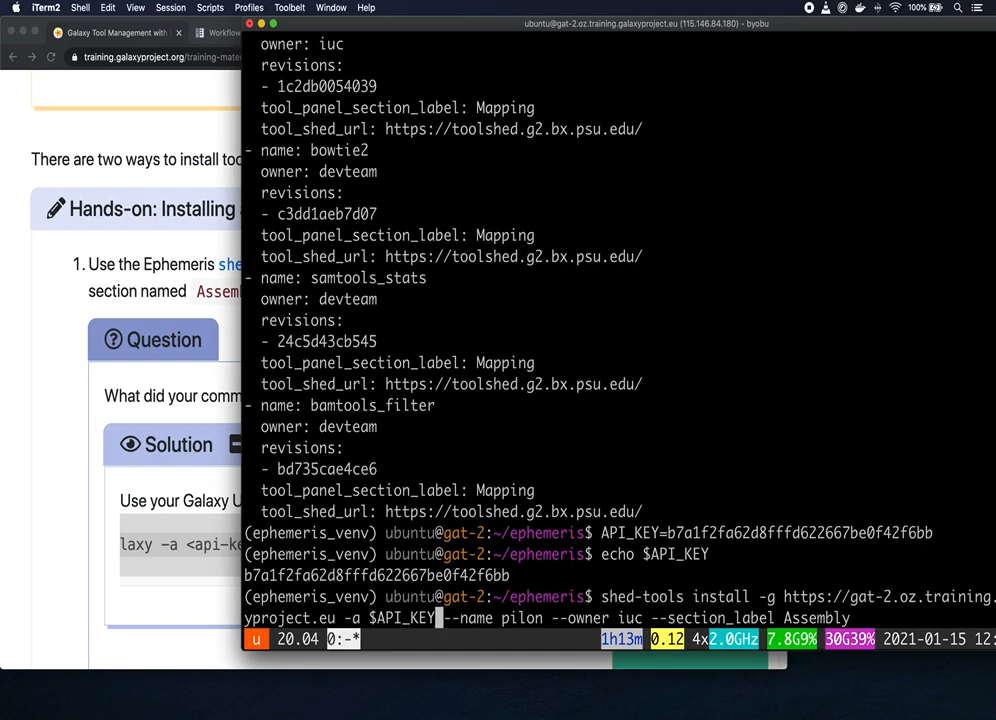 iTerm2 Shell Edit View Session Scripts Profiles Toolbelt Window Help 100%
ubuntu@gat-2.oz.training.galaxyproject.eu (115.146.84.180) - byobu
Galaxy Tool Management with × Workflow
training.galaxyproject.org/training-mate
There are two ways to install too
Hands-on: Installing
1. Use the Ephemeris she
section named Assemb
Question
What did your comm
Solution
Use your Galaxy U
laxy -a <api-ke
owner: iuc
revisions:
- 1c2db0054039
tool_panel_section_label: Mapping
tool_shed_url: https://toolshed.g2.bx.psu.edu/
- name: bowtie2
owner: devteam
revisions:
- c3dd1aeb7d07
tool_panel_section_label: Mapping
tool_shed_url: https://toolshed.g2.bx.psu.edu/
- name: samtools_stats
owner: devteam
revisions:
- 24c5d43cb545
tool_panel_section_label: Mapping
tool_shed_url: https://toolshed.g2.bx.psu.edu/
- name: bamtools_filter
owner: devteam
revisions:
- bd735cae4ce6
tool_panel_section_label: Mapping
tool_shed_url: https://toolshed.g2.bx.psu.edu/
(ephemeris_venv) ubuntu@gat-2:~/ephemeris$ API_KEY=b7a1f2fa62d8fffd622667be0f42f6bb
(ephemeris_venv) ubuntu@gat-2:~/ephemeris$ echo $API_KEY
b7a1f2fa62d8fffd622667be0f42f6bb
(ephemeris_venv) ubuntu@gat-2:~/ephemeris$ shed-tools install -g https://gat-2.oz.training.
yproject.eu -a $API_KEY --name pilon --owner iuc --section_label Assembly
u 20.04 0:-* 1h13m 0.12 4x2.0GHz 7.8G9% 30G39% 2021-01-15 12: